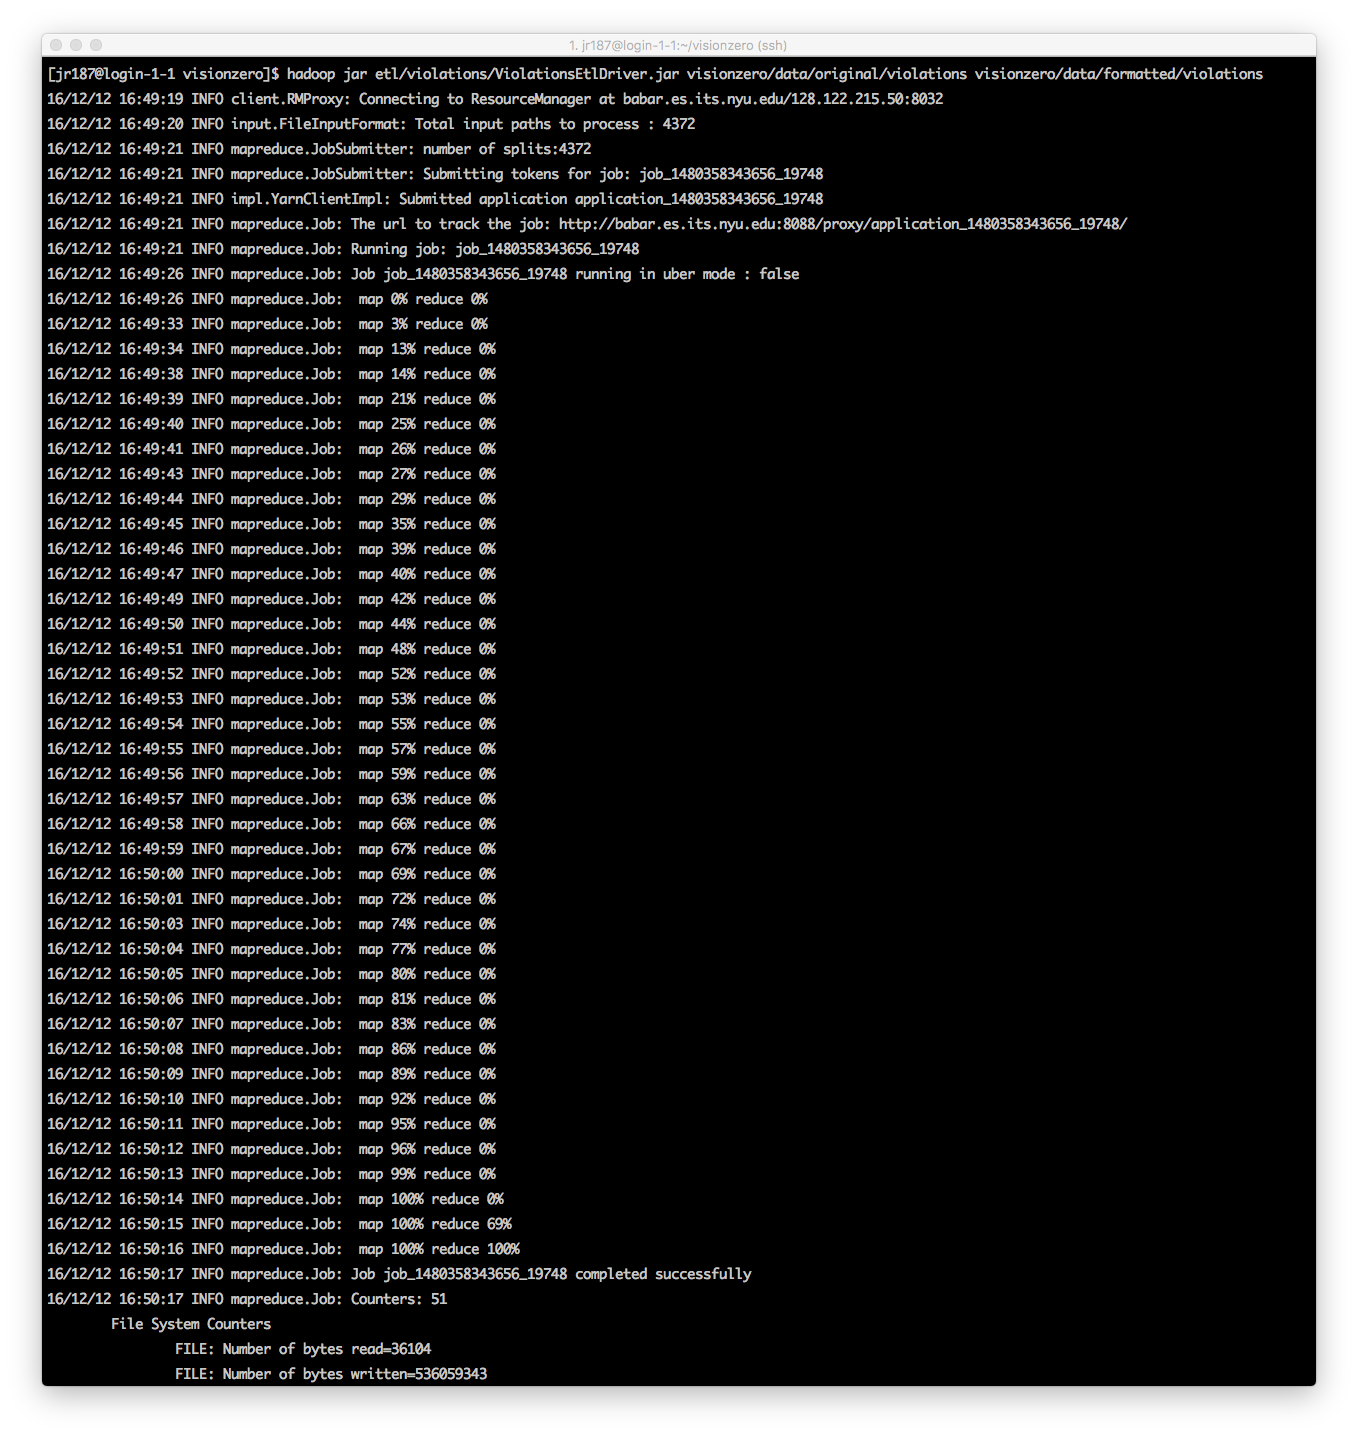 1. jr187@login-1-1:~/visionzero (ssh)
[jr187@login-1-1 visionzero]$ hadoop jar etl/violations/ViolationsEtlDriver.jar visionzero/data/original/violations visionzero/data/formatted/violations
16/12/12 16:49:19 INFO client.RMProxy: Connecting to ResourceManager at babar.es.its.nyu.edu/128.122.215.50:8032
16/12/12 16:49:20 INFO input.FileInputFormat: Total input paths to process : 4372
16/12/12 16:49:21 INFO mapreduce.JobSubmitter: number of splits:4372
16/12/12 16:49:21 INFO mapreduce.JobSubmitter: Submitting tokens for job: job_1480358343656_19748
16/12/12 16:49:21 INFO impl.YarnClientImpl: Submitted application application_1480358343656_19748
16/12/12 16:49:21 INFO mapreduce.Job: The url to track the job: http://babar.es.its.nyu.edu:8088/proxy/application_1480358343656_19748/
16/12/12 16:49:21 INFO mapreduce.Job: Running job: job_1480358343656_19748
16/12/12 16:49:26 INFO mapreduce.Job: Job job_1480358343656_19748 running in uber mode : false
16/12/12 16:49:26 INFO mapreduce.Job:  map 0% reduce 0%
16/12/12 16:49:33 INFO mapreduce.Job:  map 3% reduce 0%
16/12/12 16:49:34 INFO mapreduce.Job:  map 13% reduce 0%
16/12/12 16:49:38 INFO mapreduce.Job:  map 14% reduce 0%
16/12/12 16:49:39 INFO mapreduce.Job:  map 21% reduce 0%
16/12/12 16:49:40 INFO mapreduce.Job:  map 25% reduce 0%
16/12/12 16:49:41 INFO mapreduce.Job:  map 26% reduce 0%
16/12/12 16:49:43 INFO mapreduce.Job:  map 27% reduce 0%
16/12/12 16:49:44 INFO mapreduce.Job:  map 29% reduce 0%
16/12/12 16:49:45 INFO mapreduce.Job:  map 35% reduce 0%
16/12/12 16:49:46 INFO mapreduce.Job:  map 39% reduce 0%
16/12/12 16:49:47 INFO mapreduce.Job:  map 40% reduce 0%
16/12/12 16:49:49 INFO mapreduce.Job:  map 42% reduce 0%
16/12/12 16:49:50 INFO mapreduce.Job:  map 44% reduce 0%
16/12/12 16:49:51 INFO mapreduce.Job:  map 48% reduce 0%
16/12/12 16:49:52 INFO mapreduce.Job:  map 52% reduce 0%
16/12/12 16:49:53 INFO mapreduce.Job:  map 53% reduce 0%
16/12/12 16:49:54 INFO mapreduce.Job:  map 55% reduce 0%
16/12/12 16:49:55 INFO mapreduce.Job:  map 57% reduce 0%
16/12/12 16:49:56 INFO mapreduce.Job:  map 59% reduce 0%
16/12/12 16:49:57 INFO mapreduce.Job:  map 63% reduce 0%
16/12/12 16:49:58 INFO mapreduce.Job:  map 66% reduce 0%
16/12/12 16:49:59 INFO mapreduce.Job:  map 67% reduce 0%
16/12/12 16:50:00 INFO mapreduce.Job:  map 69% reduce 0%
16/12/12 16:50:01 INFO mapreduce.Job:  map 72% reduce 0%
16/12/12 16:50:03 INFO mapreduce.Job:  map 74% reduce 0%
16/12/12 16:50:04 INFO mapreduce.Job:  map 77% reduce 0%
16/12/12 16:50:05 INFO mapreduce.Job:  map 80% reduce 0%
16/12/12 16:50:06 INFO mapreduce.Job:  map 81% reduce 0%
16/12/12 16:50:07 INFO mapreduce.Job:  map 83% reduce 0%
16/12/12 16:50:08 INFO mapreduce.Job:  map 86% reduce 0%
16/12/12 16:50:09 INFO mapreduce.Job:  map 89% reduce 0%
16/12/12 16:50:10 INFO mapreduce.Job:  map 92% reduce 0%
16/12/12 16:50:11 INFO mapreduce.Job:  map 95% reduce 0%
16/12/12 16:50:12 INFO mapreduce.Job:  map 96% reduce 0%
16/12/12 16:50:13 INFO mapreduce.Job:  map 99% reduce 0%
16/12/12 16:50:14 INFO mapreduce.Job:  map 100% reduce 0%
16/12/12 16:50:15 INFO mapreduce.Job:  map 100% reduce 69%
16/12/12 16:50:16 INFO mapreduce.Job:  map 100% reduce 100%
16/12/12 16:50:17 INFO mapreduce.Job: Job job_1480358343656_19748 completed successfully
16/12/12 16:50:17 INFO mapreduce.Job: Counters: 51
File System Counters
FILE: Number of bytes read=36104
FILE: Number of bytes written=536059343